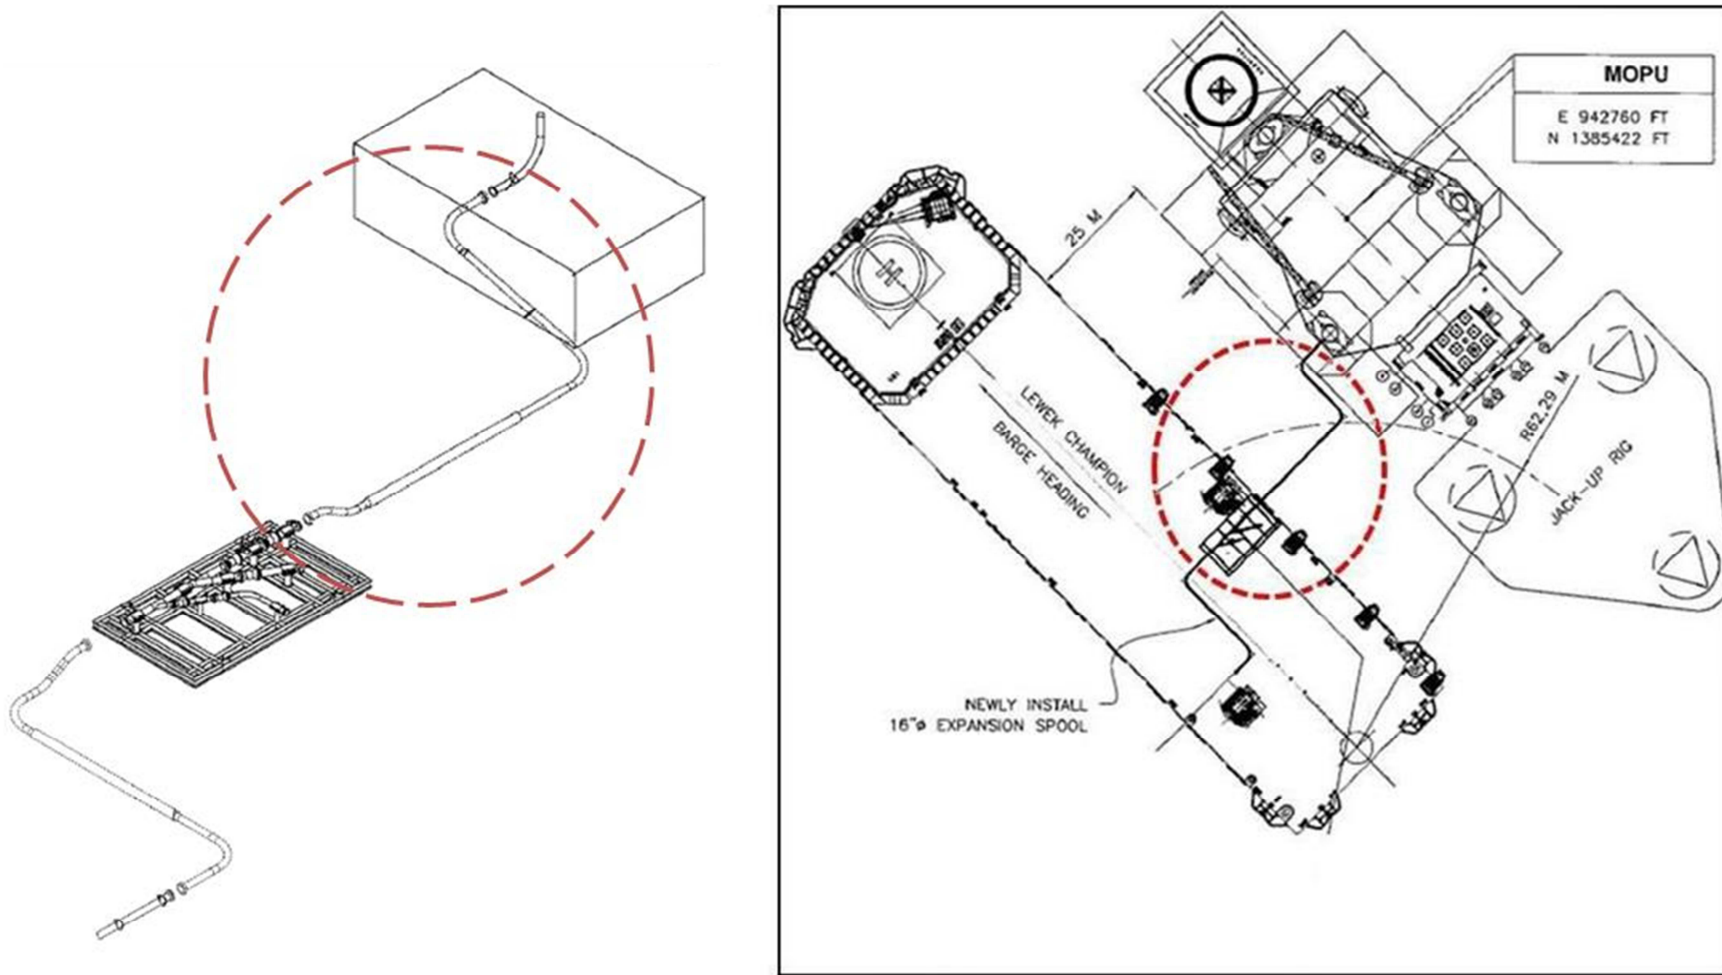 MOPU
E 942760 FT
N 1385422 FT
25 M
H
LEWEK CHAMPION
BARGE HEADING
R62,29 M
JACK-UP RIG
NEWLY INSTALL
16"ø EXPANSION SPOOL